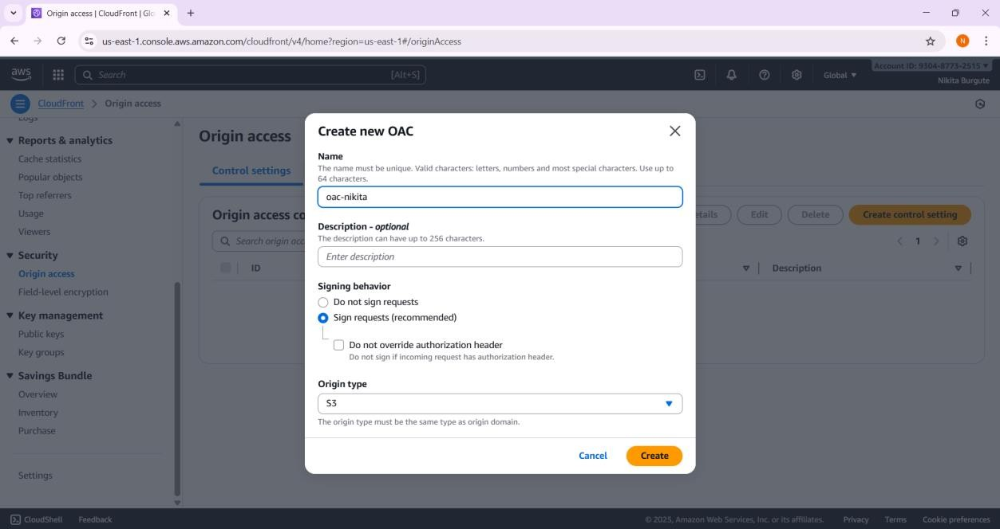 Origin access | CloudFront | Glo
us-east-1.console.aws.amazon.com/cloudfront/v4/home?region=us-east-1#/originAccess
N
aws
Search
[Alt+S]
Global
Account ID: 9304-8773-2515
Nikita Burgute
CloudFront
Origin access
Logs
Reports & analytics
Cache statistics
Popular objects
Top referrers
Usage
Viewers
Security
Origin access
Field-level encryption
Key management
Public keys
Key groups
Savings Bundle
Overview
Inventory
Purchase
Settings
Origin access
Control settings
Origin access co
Search origin acc
ID
etails
Edit
Delete
Create control setting
1
Description
Create new OAC
Name
The name must be unique. Valid characters: letters, numbers and most special characters. Use up to
64 characters.
oac-nikita
Description - optional
The description can have up to 256 characters.
Enter description
Signing behavior
Do not sign requests
Sign requests (recommended)
Do not override authorization header
Do not sign if incoming request has authorization header.
Origin type
S3
The origin type must be the same type as origin domain.
Cancel
Create
CloudShell
Feedback
© 2025, Amazon Web Services, Inc. or its affiliates.
Privacy
Terms
Cookie preferences